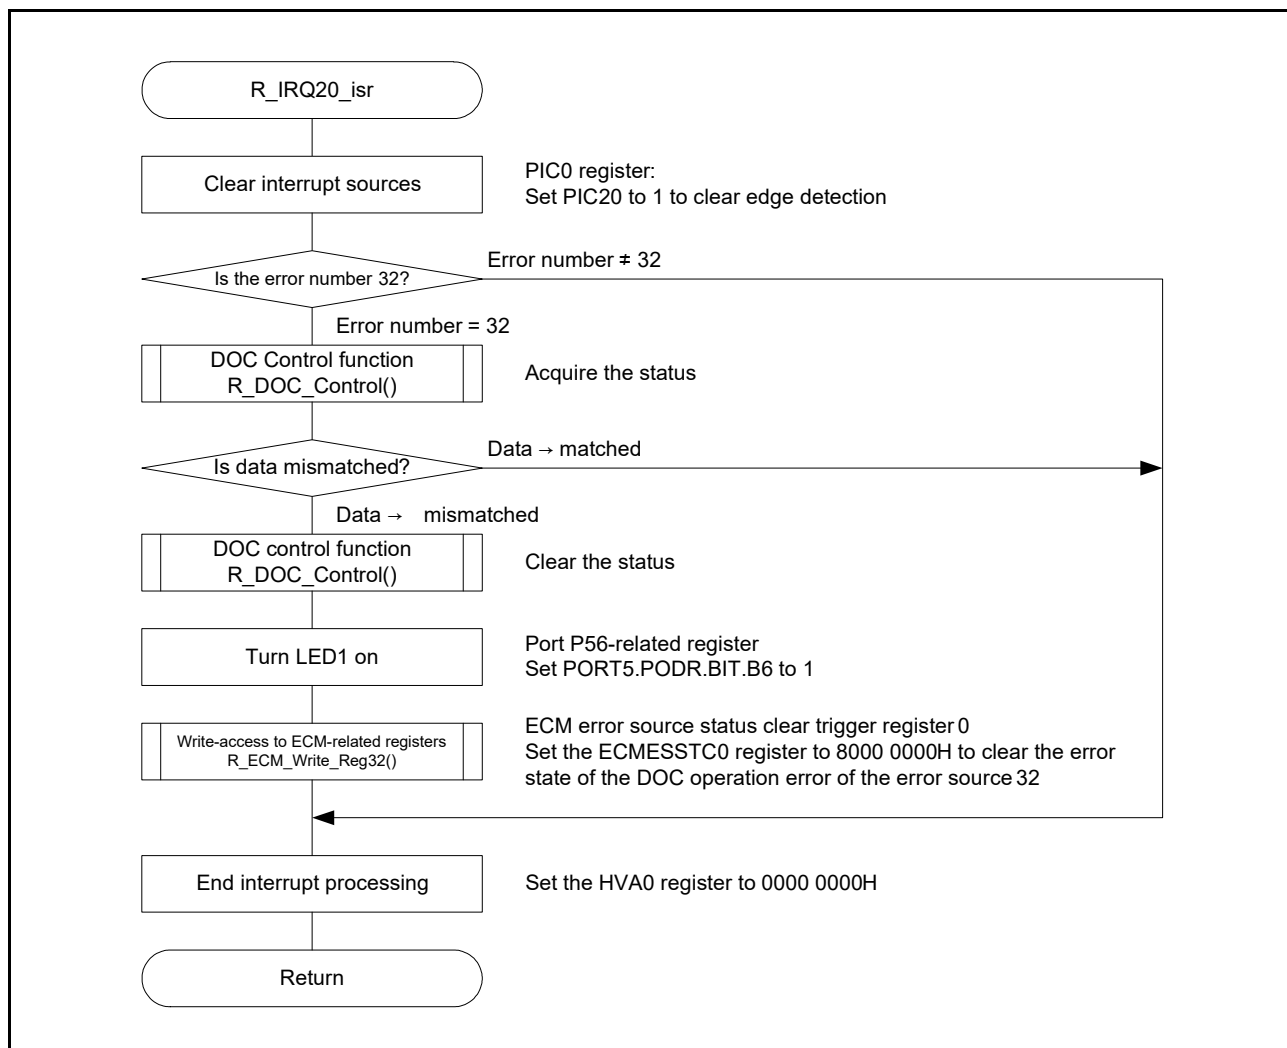 R_IRQ20_isr
Clear interrupt sources
PIC0 register:
Set PIC20 to 1 to clear edge detection
Is the error number 32?
Error number ≠ 32
Error number = 32
DOC Control function
R_DOC_Control()
Acquire the status
Is data mismatched?
Data → matched
Data → mismatched
DOC control function
R_DOC_Control()
Clear the status
Turn LED1 on
Port P56-related register
Set PORT5.PODR.BIT.B6 to 1
Write-access to ECM-related registers
R_ECM_Write_Reg32()
ECM error source status clear trigger register 0
Set the ECMESSTC0 register to 8000 0000H to clear the error
state of the DOC operation error of the error source 32
End interrupt processing
Set the HVA0 register to 0000 0000H
Return